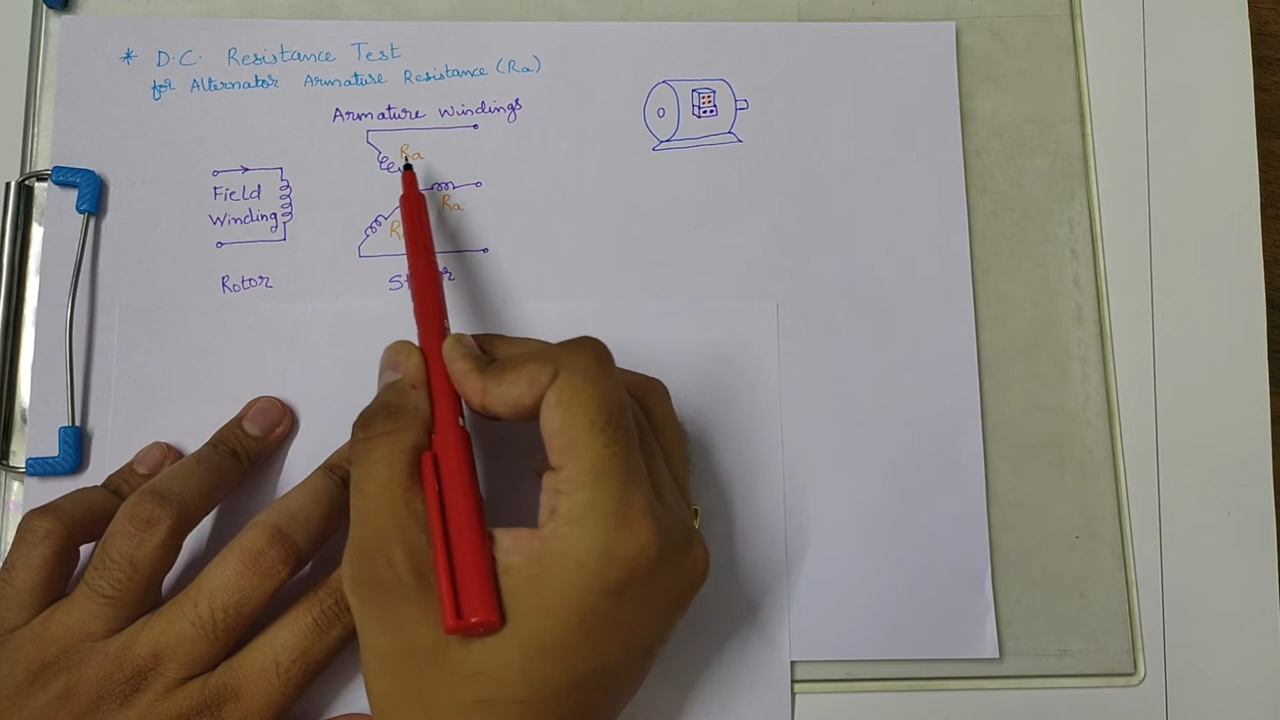 * D.C. Resistance Test
for Alternator Armature Resistance (Ra)
Armature Windings
Ra
Field
Winding
Ra
Rotor